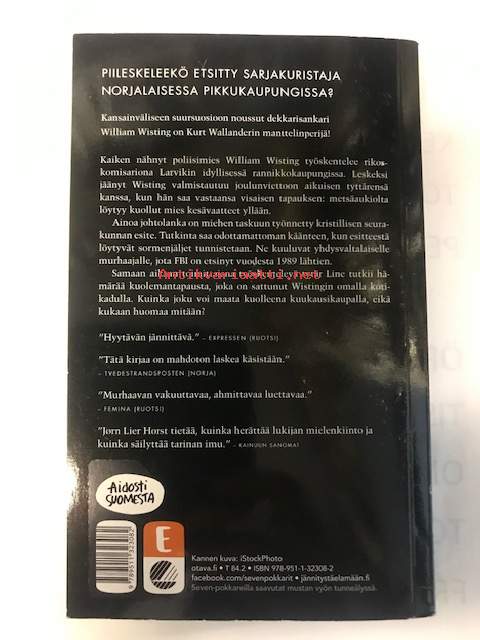 PIILESKELEEKÖ ETSITTY SARJAKURISTAJA
NORJALAISESSA PIKKUKAUPUNGISSA?
Kansainväliseen suursuosioon noussut dekkarisankari
William Wisting on Kurt Wallanderin manttelinperijä!
Kaiken nähnyt poliisimies William Wisting työskentelee rikos-
komisariona Larvikin idyllisessä rannikkokaupungissa. Leskeksi
jäänyt Wisting valmistautuu joulunviettoon aikuisen tyttärensä
kanssa, kun hän saa vastaansa visaisen tapauksen: metsäaukiolta
löytyy kuollut mies kesävaatteet yllään.
Ainoa johtolanka on miehen taskuun työnnetty kristillisen seura-
kunnan esite. Tutkinta saa odottamattoman käänteen, kun esitteestä
löytyvät sormenjäljet tunnistetaan. Ne kuuluvat yhdysvaltalaiselle
murhaajalle, jota FBI on etsinyt vuodesta 1989 lähtien.
Samaan aikaan toimittajana työskentelevä tytär Line tutkii hä-
märää kuolemantapausta, joka on sattunut Wistingin omalla koti-
kadulla. Kuinka joku voi maata kuolleena kuukausikaupalla, eikä
kukaan huomaa mitään?
"Hyytävän jännittävä." – EXPRESSEN (RUOTSI)
"Tätä kirjaa on mahdoton laskea käsistään."
– TVEDESTRANDSPOSTEN (NORJA)
"Murhaavan vakuuttavaa, ahmittavaa luettavaa."
– FEMINA (RUOTSI)
"Jørn Lier Horst tietää, kuinka herättää lukijan mielenkiinto ja
kuinka säilyttää tarinan imu." – KAINUUN SANOMAT
Aidosti
SUOMESTA
9789511323082
E
Kannen kuva: iStockPhoto
otava.fi • T 84.2 • ISBN 978-951-1-32308-2
facebook.com/sevenpokkarit • jännitystäelämään.fi
Seven-pokkareilla saavutat mustan vyön tunneälyssä.